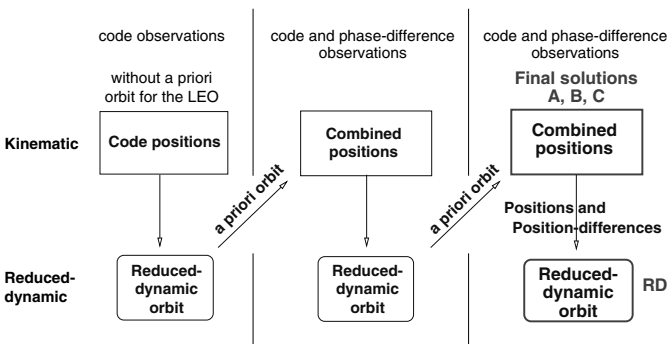 code observations
code and phase-difference
observations
code and phase-difference
observations
without a priori
orbit for the LEO
Final solutions
A, B, C
Kinematic
Code positions
Combined
positions
Combined
positions
a priori orbit
a priori orbit
Positions and
Position-differences
Reduced-
dynamic
Reduced-
dynamic
orbit
Reduced-
dynamic
orbit
Reduced-
dynamic
orbit
RD